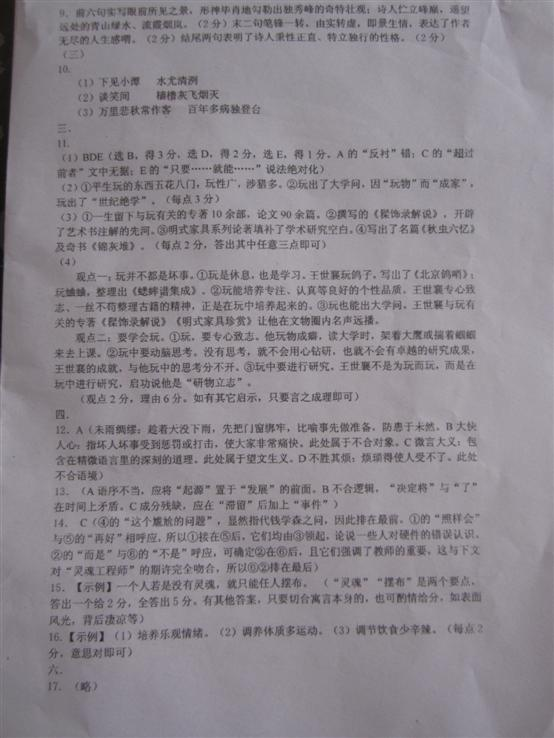 9．前六句实写眼前所见之景，形神毕肖地勾勒出独秀峰的奇特壮观；诗人伫立峰巅，遥望
远处的青山绿水、流霞烟岚。（2分）末二句笔锋一转，由实转虚，即景生情，表达了作者
无尽的人生感喟。（2分）结尾两句表明了诗人秉性正直、特立独行的性格。（2分）
（三）
10．
（1）下见小潭 水尤清洌
（2）谈笑间 樯橹灰飞烟灭
（3）万里悲秋常作客 百年多病独登台
三．
11．
（1）BDE（选B，得3分，选D，得2分，选E，得1分。A的“反衬”错；C的“超过
前者”文中无据；E的“只要……就能……”说法绝对化）
（2）①平生玩的东西五花八门，玩性广，涉猎多。②玩出了大学问，因“玩物”而“成家”，
玩出了“世纪绝学”。（每点3分）
（3）①一生留下与玩有关的专著10余部，论文90余篇。②撰写的《髹饰录解说》，开辟
了艺术书注解的先河。③明式家具系列论著填补了学术研究空白。④写出了名篇《秋虫六忆》
及奇书《锦灰堆》。（每点2分，答出其中任意三点即可）
（4）
观点一：玩并不都是坏事。①玩是休息，也是学习。王世襄玩鸽子，写出了《北京鸽哨》；
玩蛐蛐，整理出《蟋蟀谱集成》。②玩能培养专注、认真等良好的个性品质。王世襄专心致
志、一丝不苟整理古籍的精神，正是在玩中培养起来的。③玩也能出大学问。王世襄与玩有
关的专著《髹饰录解说》《明式家具珍赏》让他在文物圈内名声远播。
观点二：要学会玩。①玩，要专心致志。他玩物成癖，读大学时，架着大鹰或揣着蝈蝈
来去上课。②玩中要动脑思考。没有思考，就不会用心钻研，也就不会有卓越的研究成果，
王世襄的成就，与他玩中的思考分不开。③玩中要进行研究。王世襄不是为玩而玩，而是在
玩中进行研究，启功说他是“研物立志”。
（观点2分，理由6分。如有其它启示，只要言之成理即可）
四．
12．A（未雨绸缪：趁着天没下雨，先把门窗绑牢，比喻事先做准备，防患于未然。B大快
人心：指坏人坏事受到惩罚或打击，使大家非常痛快。此处属于不合对象。C微言大义：包
含在精微语言里的深刻的道理。此处属于望文生义。D不胜其烦：烦琐得使人受不了。此处
不合语境）
13．（A语序不当，应将“起源”置于“发展”的前面。B不合逻辑，“决定将”与“了”
在时间上矛盾。C成分残缺，应在“滞留”后加上“事件”）
14． C（④的“这个尴尬的问题”，显然指代钱学森之问，因此排在最前。①的“照样会”
与⑤的“再好”相呼应，所以①接在⑤后，它们均由③领起，论说一些人对硬件的错误认识。
②的“而是”与⑥的“不是”呼应，可确定②在⑥后，且它们强调了教师的重要，这与下文
对“灵魂工程师”的期许完全吻合，所以⑥②排在最后）
15．【示例】一个人若是没有灵魂，就只能任人摆布。 （“灵魂”“摆布”是两个要点，
答出一个给2分，全答出5分。有其他答案，只要切合寓言本身的，也可酌情给分，如表面
风光，背后凄凉等）
16．【示例】（1）培养乐观情绪。（2）调养体质多运动。（3）调节饮食少辛辣。（每点2
分，意思对即可）
六．
17．（略）